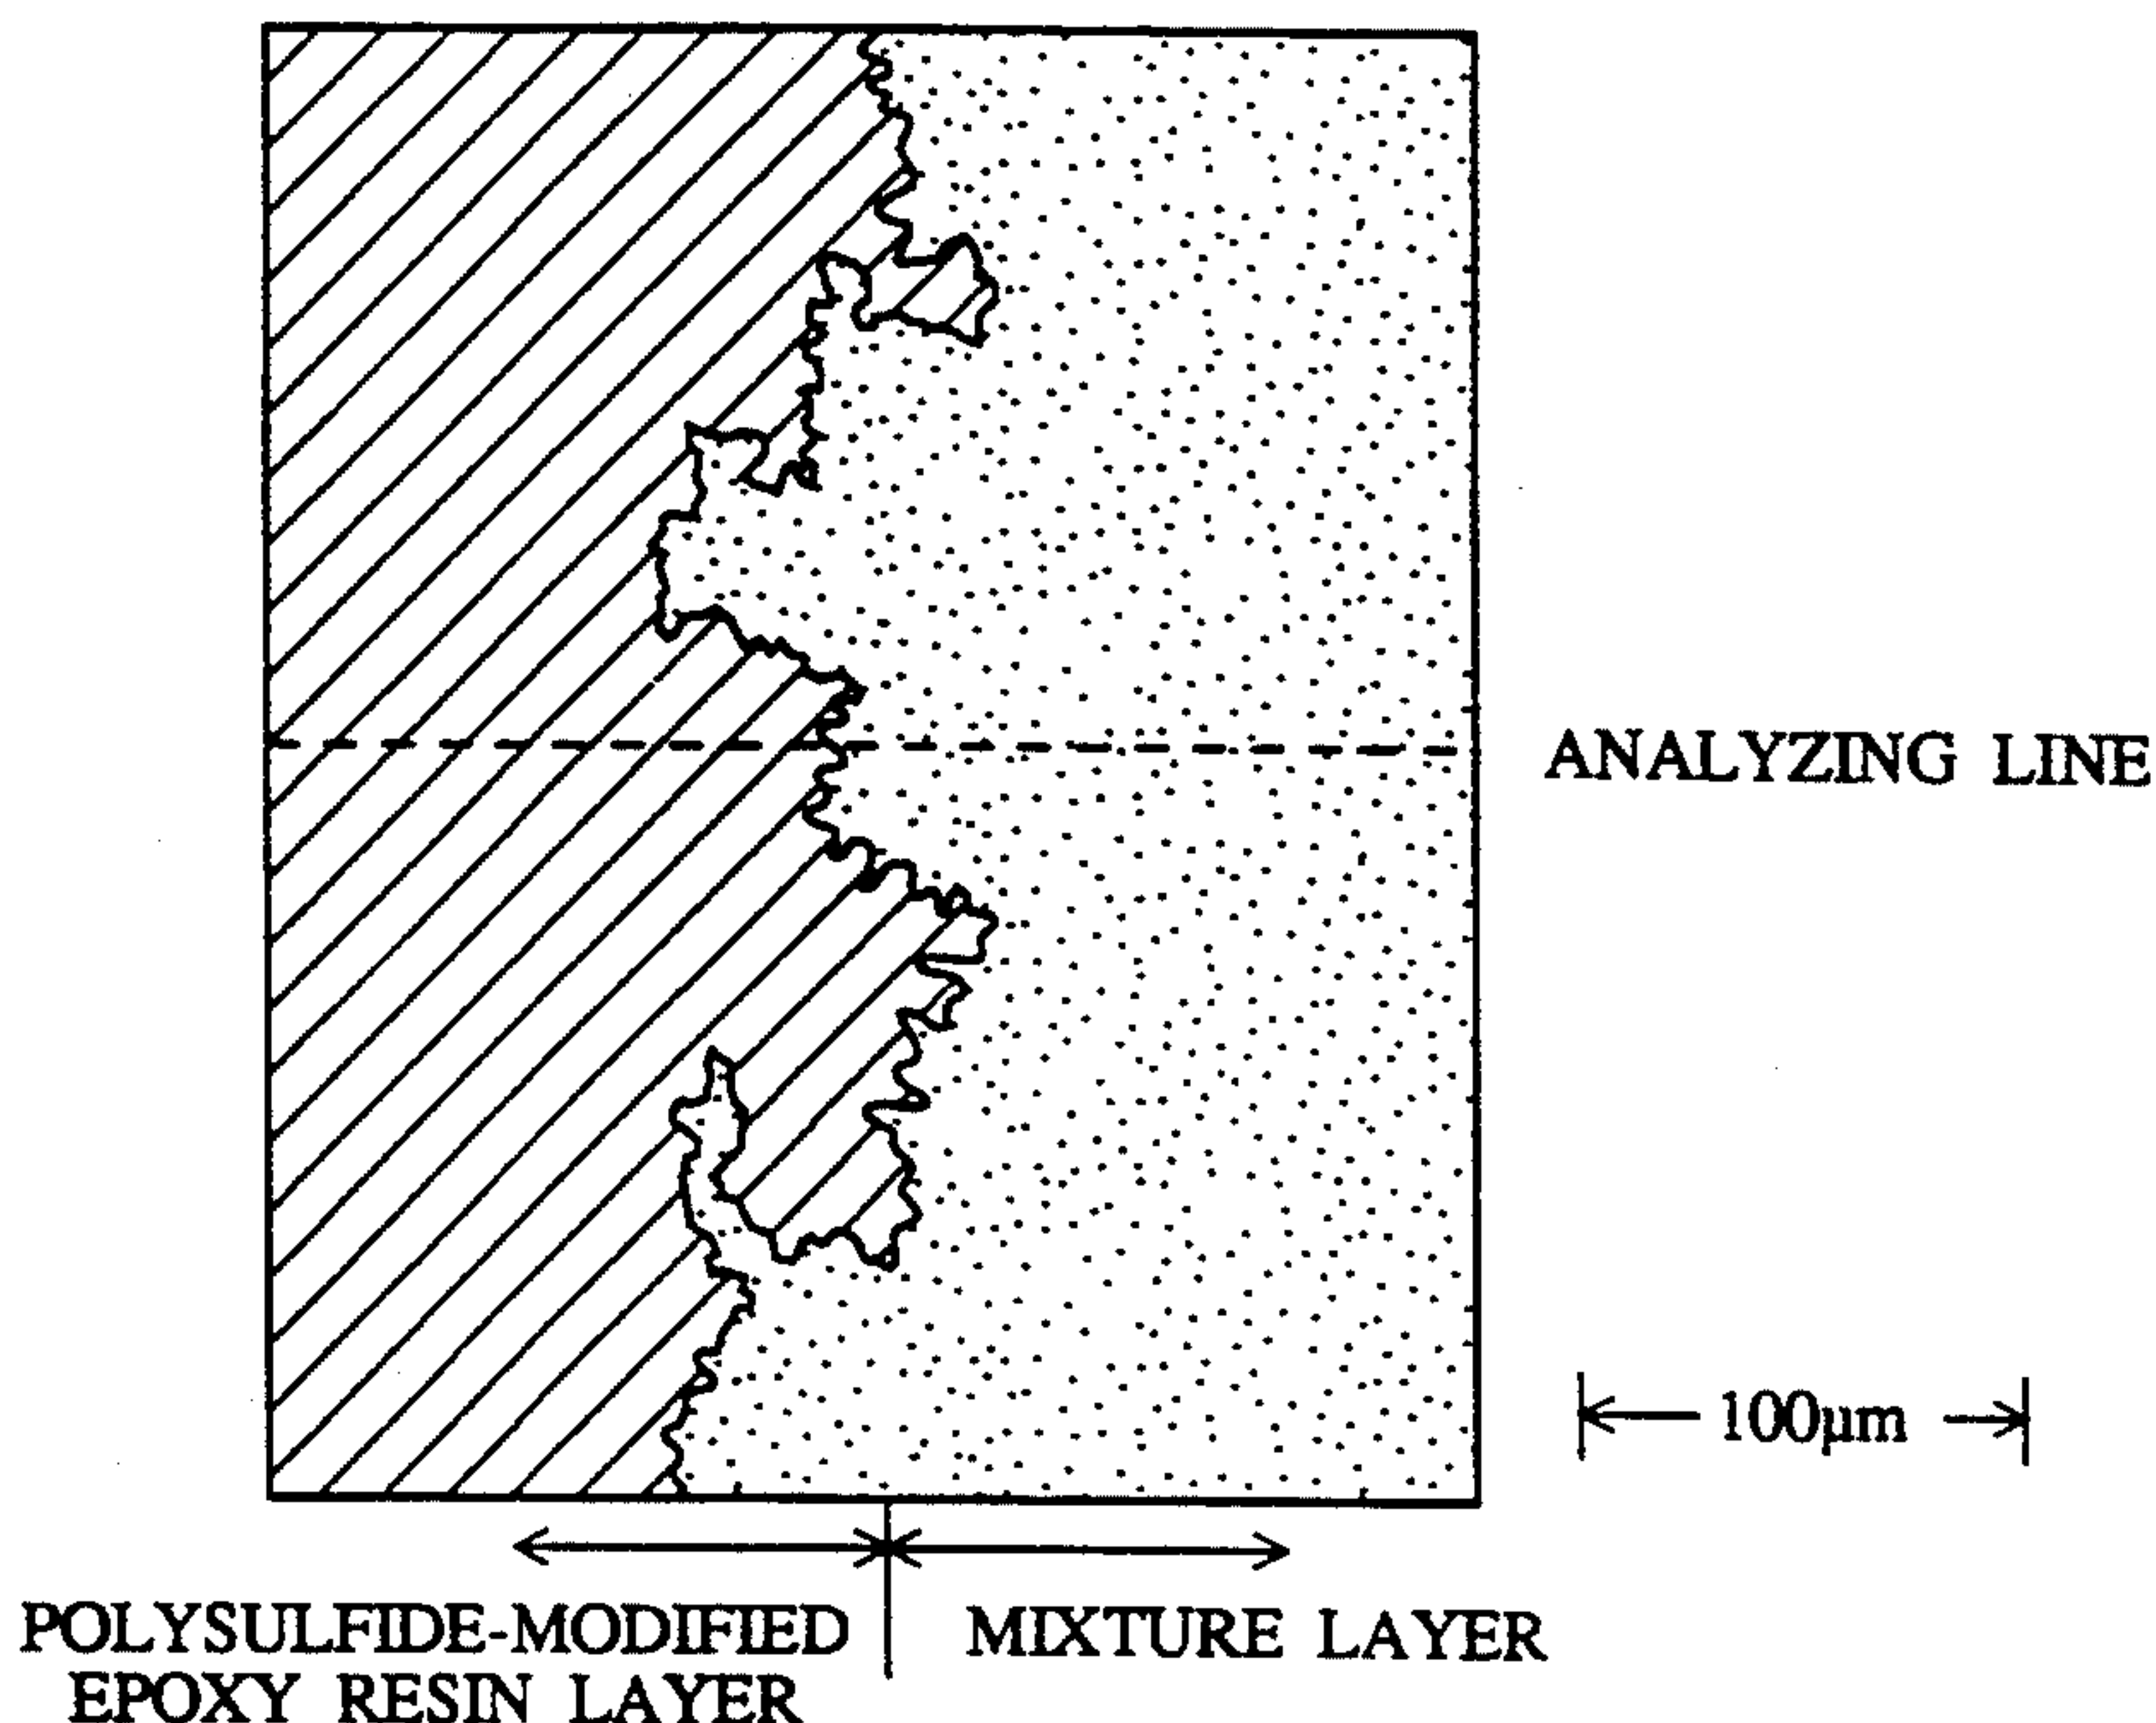 ANALYZING LINE
100μm
POLYSULFIDE-MODIFIED
EPOXY RESIN LAYER
MIXTURE LAYER